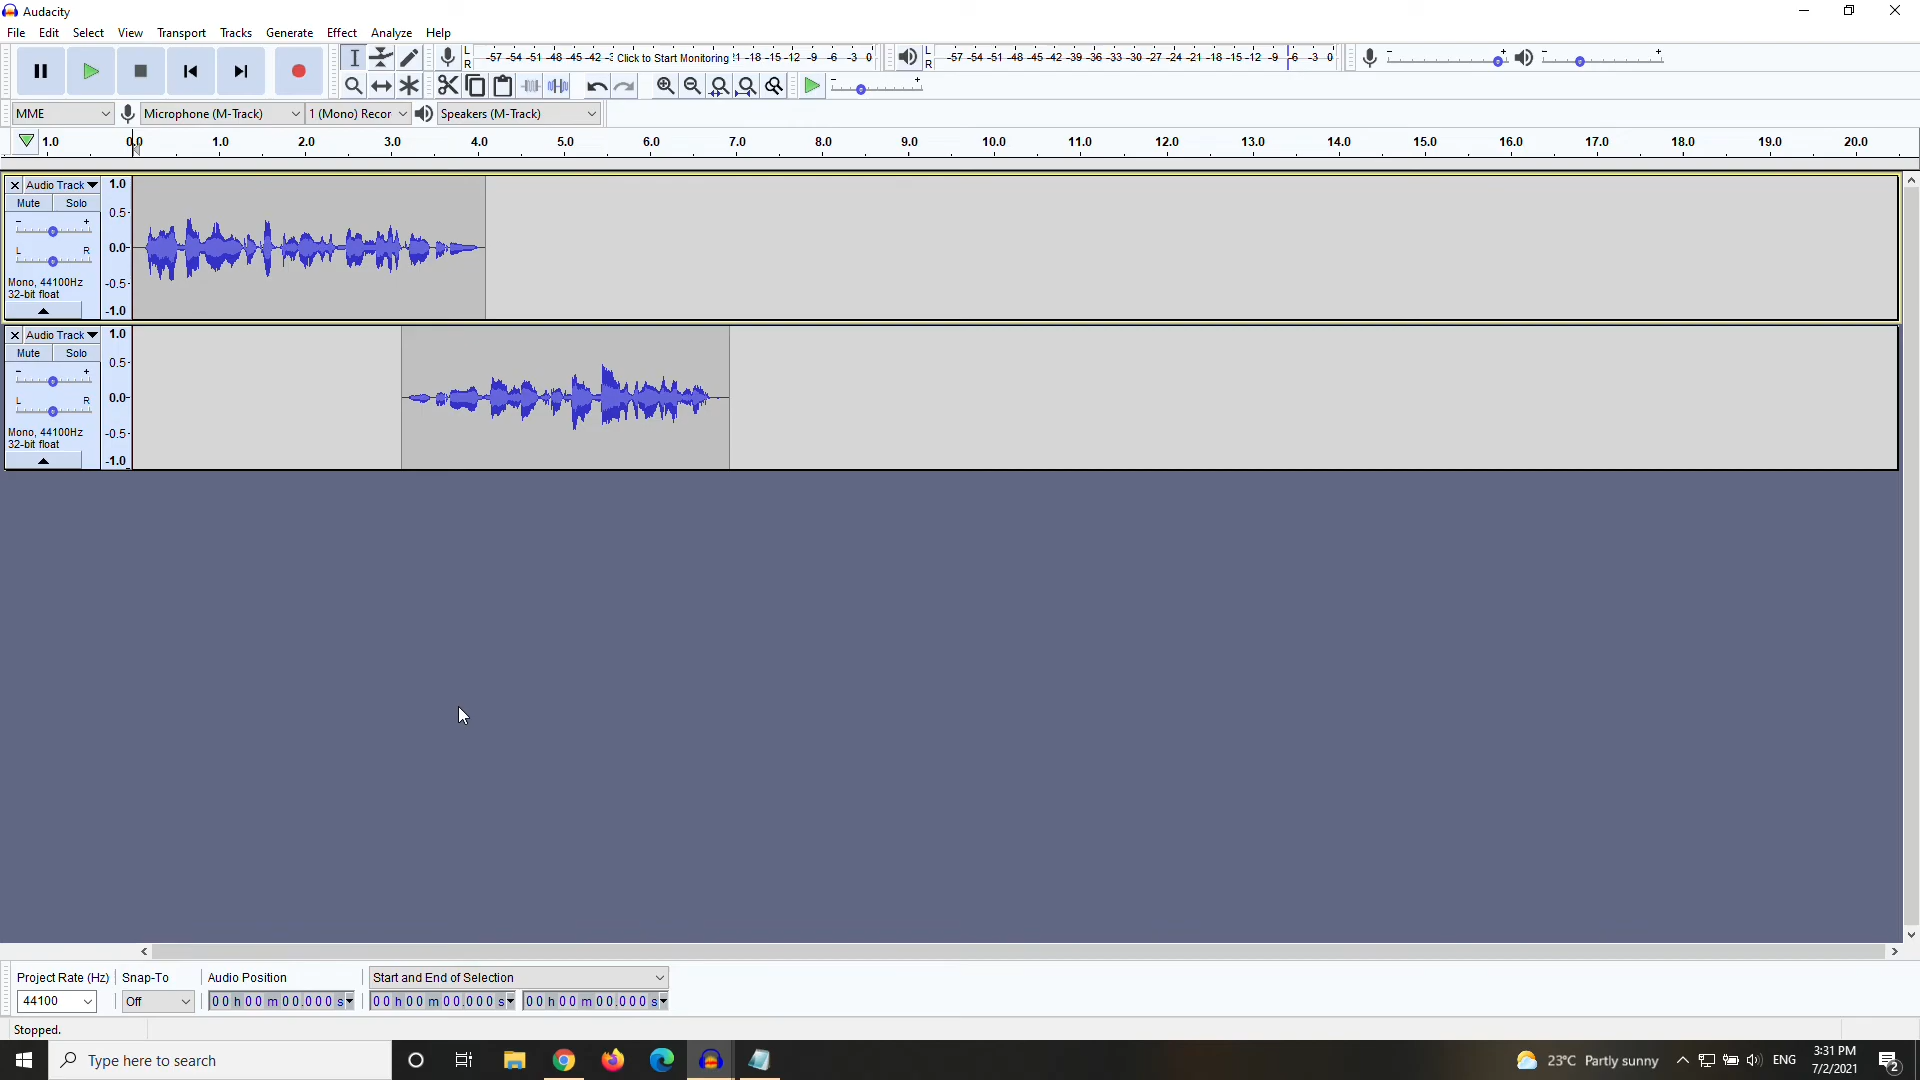 Audacity
File Edit Select View Transport Tracks Generate Effect Analyze Help
L R -57 -54 -51 -48 -45 -42 -3 Click to Start Monitoring !1 -18 -15 -12 -9 -6 -3 0 L R -57 -54 -51 -48 -45 -42 -39 -36 -33 -30 -27 -24 -21 -18 -15 -12 -9 -6 -3 0 - + - +
- +
MME Microphone (M-Track) 1 (Mono) Recor Speakers (M-Track)
1.0 0.0 1.0 2.0 3.0 4.0 5.0 6.0 7.0 8.0 9.0 10.0 11.0 12.0 13.0 14.0 15.0 16.0 17.0 18.0 19.0 20.0
Audio Track 1.0
Mute Solo
- + 0.5
0.0
L R
Mono, 44100Hz -0.5
32-bit float
-1.0
Audio Track 1.0
Mute Solo
- + 0.5
0.0
L R
Mono, 44100Hz -0.5
32-bit float
-1.0
Project Rate (Hz) Snap-To Audio Position Start and End of Selection
44100 Off 00 h 00 m 00.000 s 00 h 00 m 00.000 s 00 h 00 m 00.000 s
Stopped.
Type here to search 23°C Partly sunny ENG 3:31 PM
7/2/2021 2